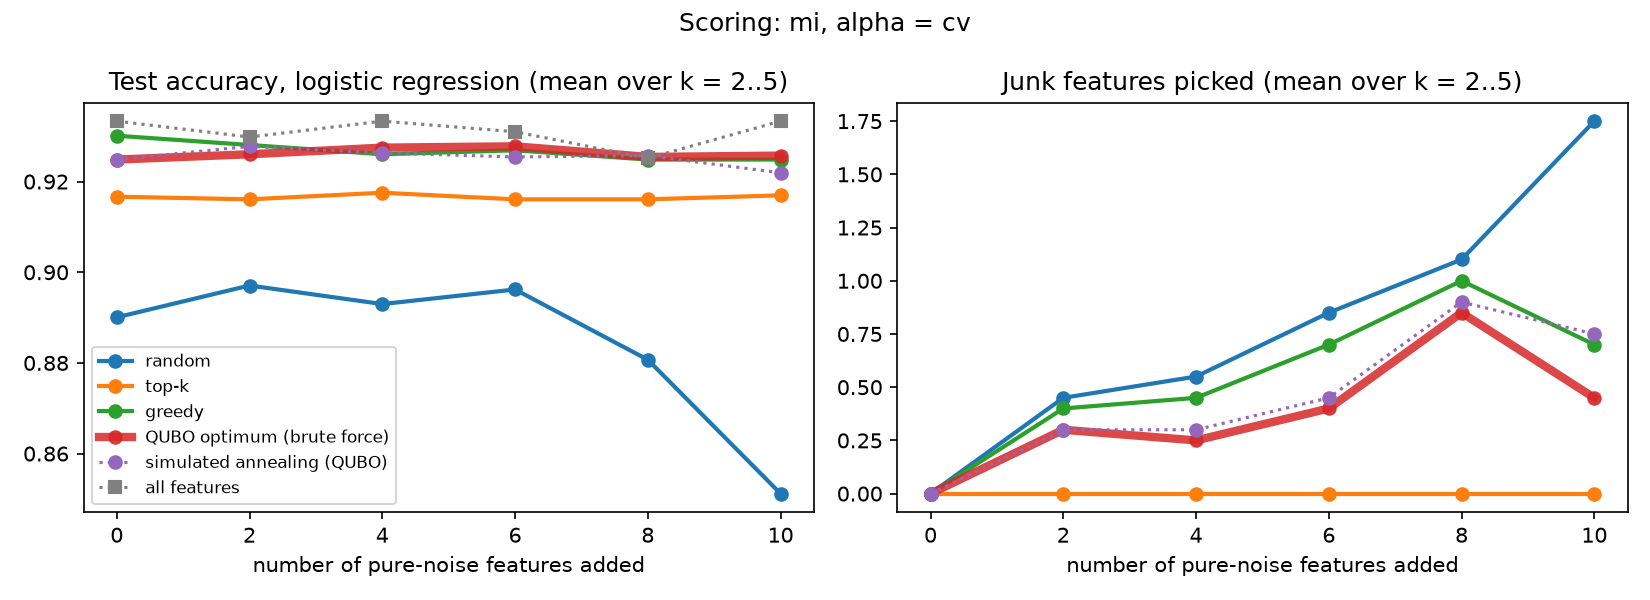 Scoring: mi, alpha = cv
Test accuracy, logistic regression (mean over k = 2..5)
0.92
0.90
0.88
0.86
random
top-k
greedy
QUBO optimum (brute force)
simulated annealing (QUBO)
all features
0 2 4 6 8 10
number of pure-noise features added
Junk features picked (mean over k = 2..5)
1.75
1.50
1.25
1.00
0.75
0.50
0.25
0.00
0 2 4 6 8 10
number of pure-noise features added